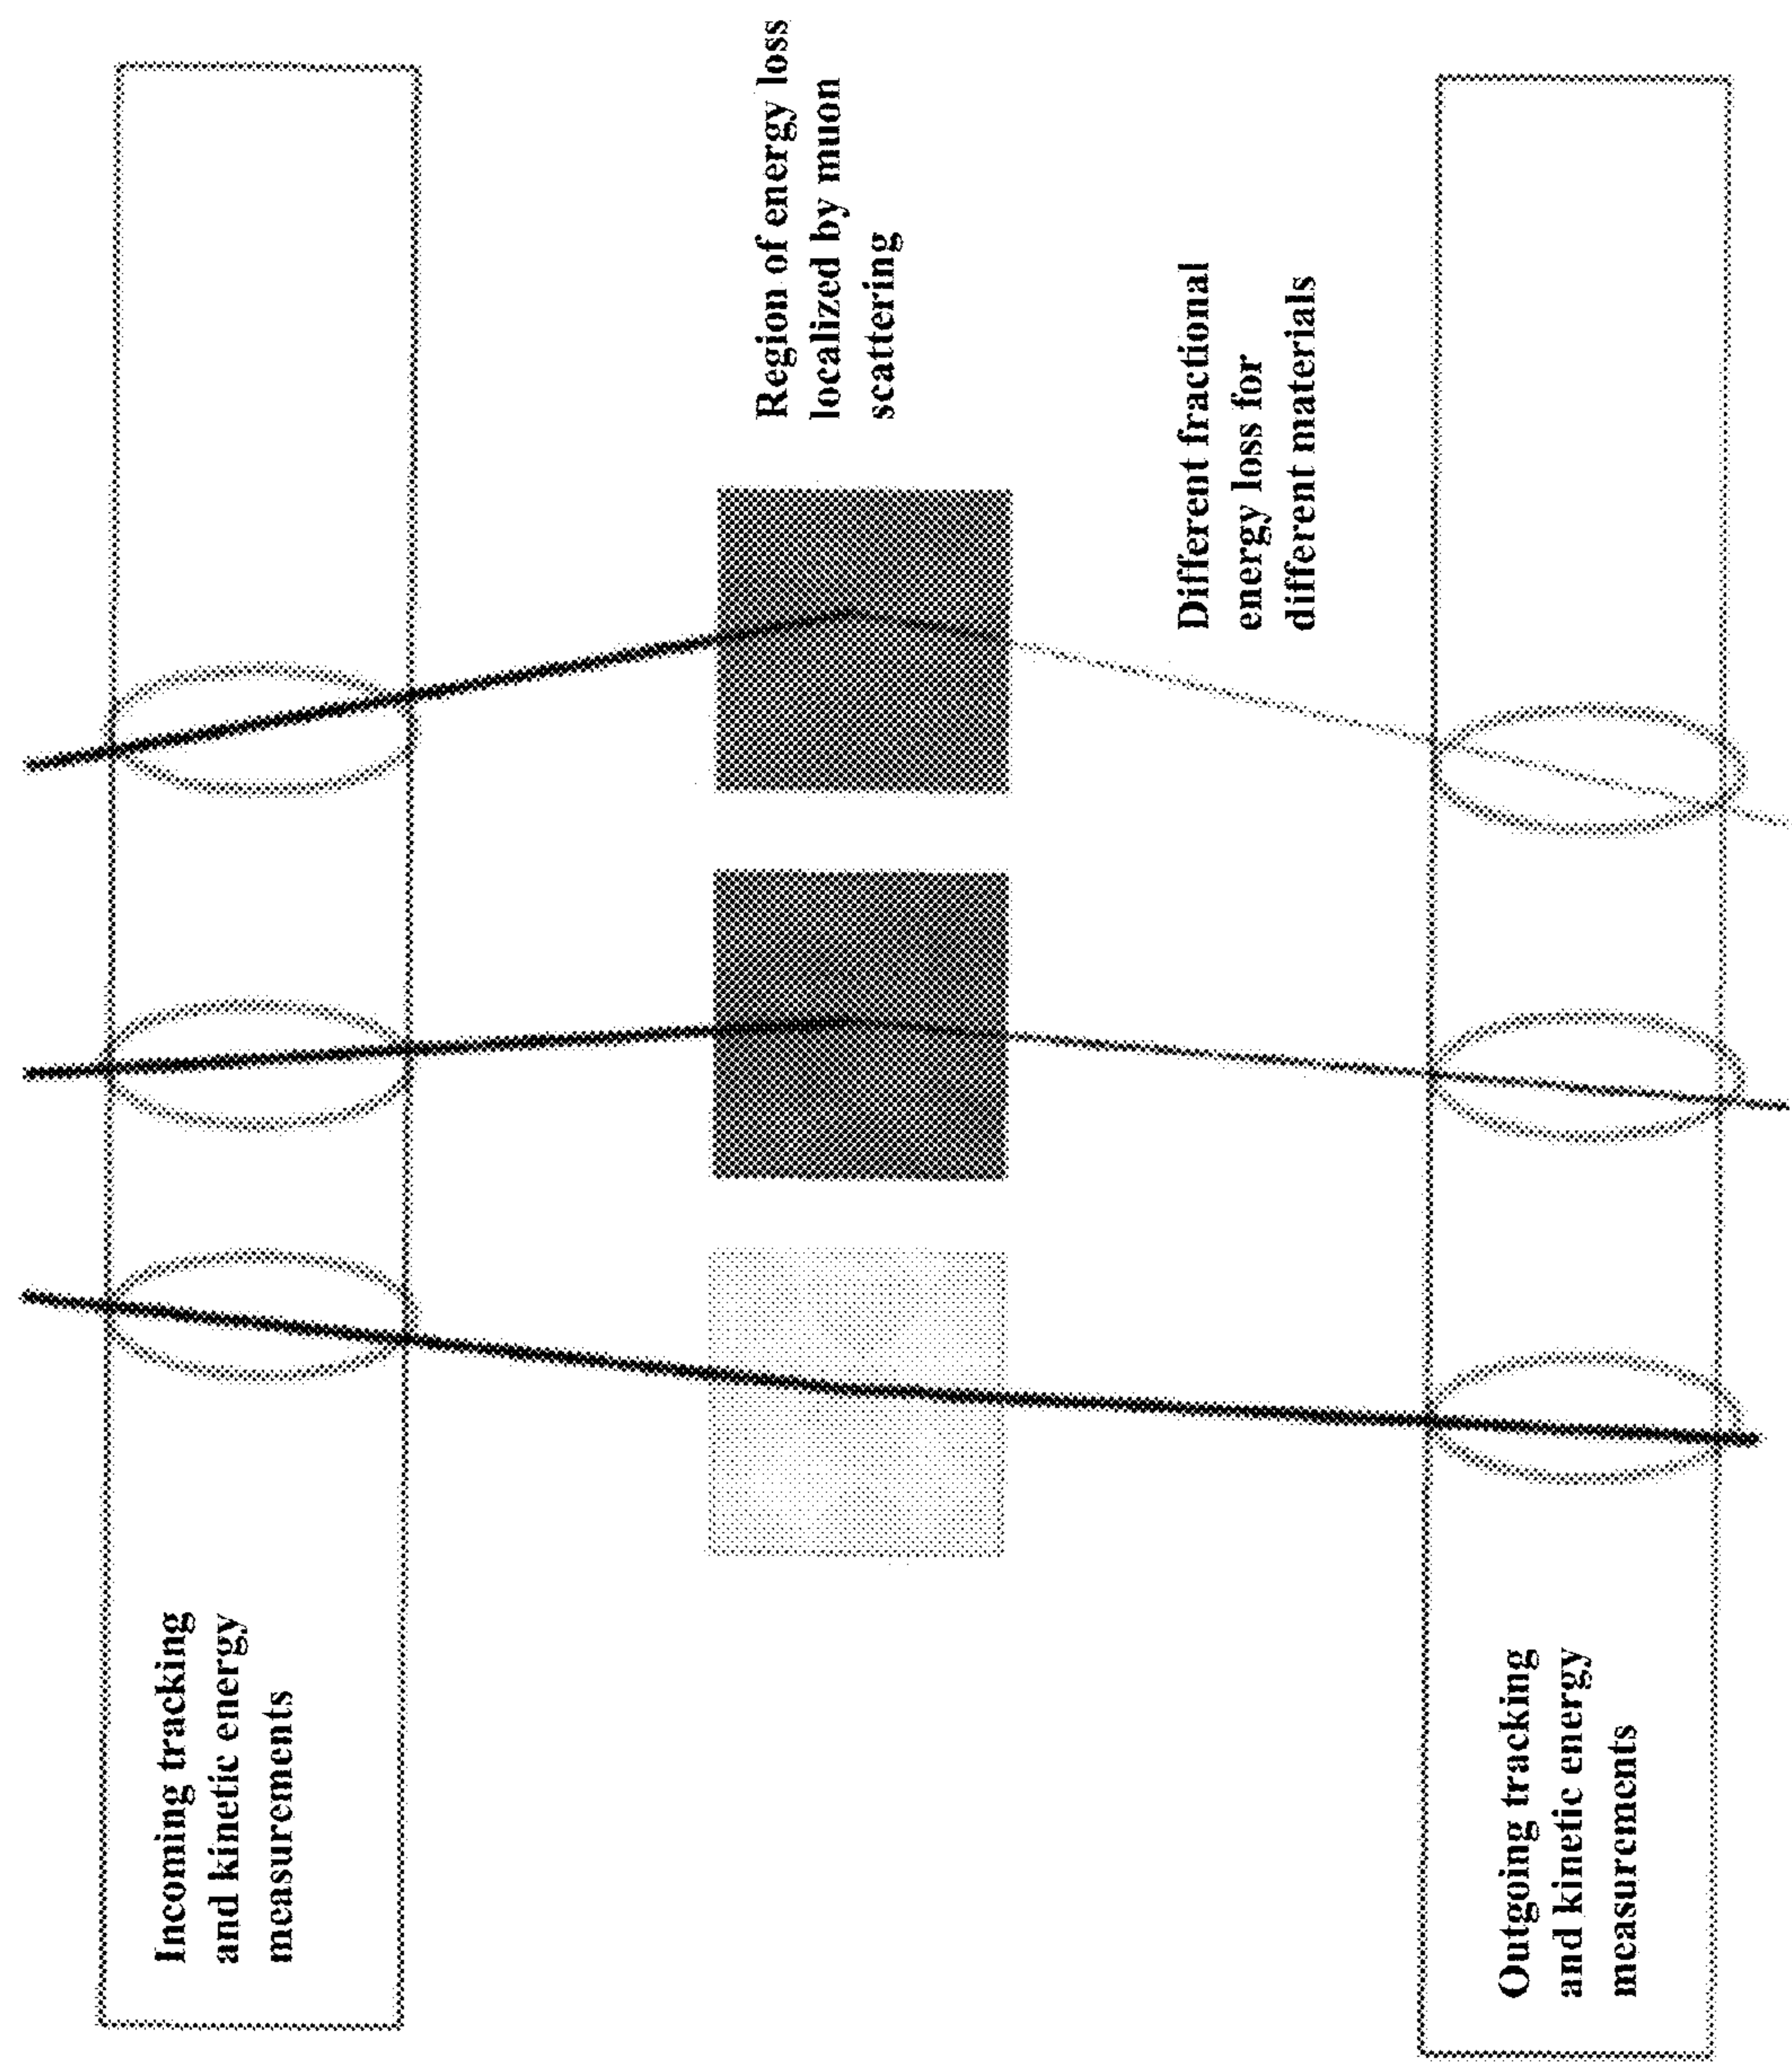 Incoming tracking
and kinetic energy
measurements
Region of energy loss
localized by muon
scattering
Different fractional
energy loss for
different materials
Outgoing tracking
and kinetic energy
measurements